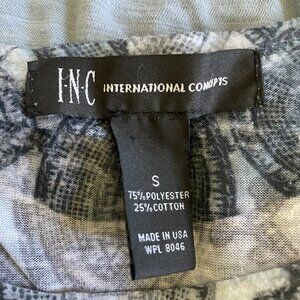 I·N·C INTERNATIONAL CONCEPTS
S
75% POLYESTER
25% COTTON
MADE IN USA
WPL 8046